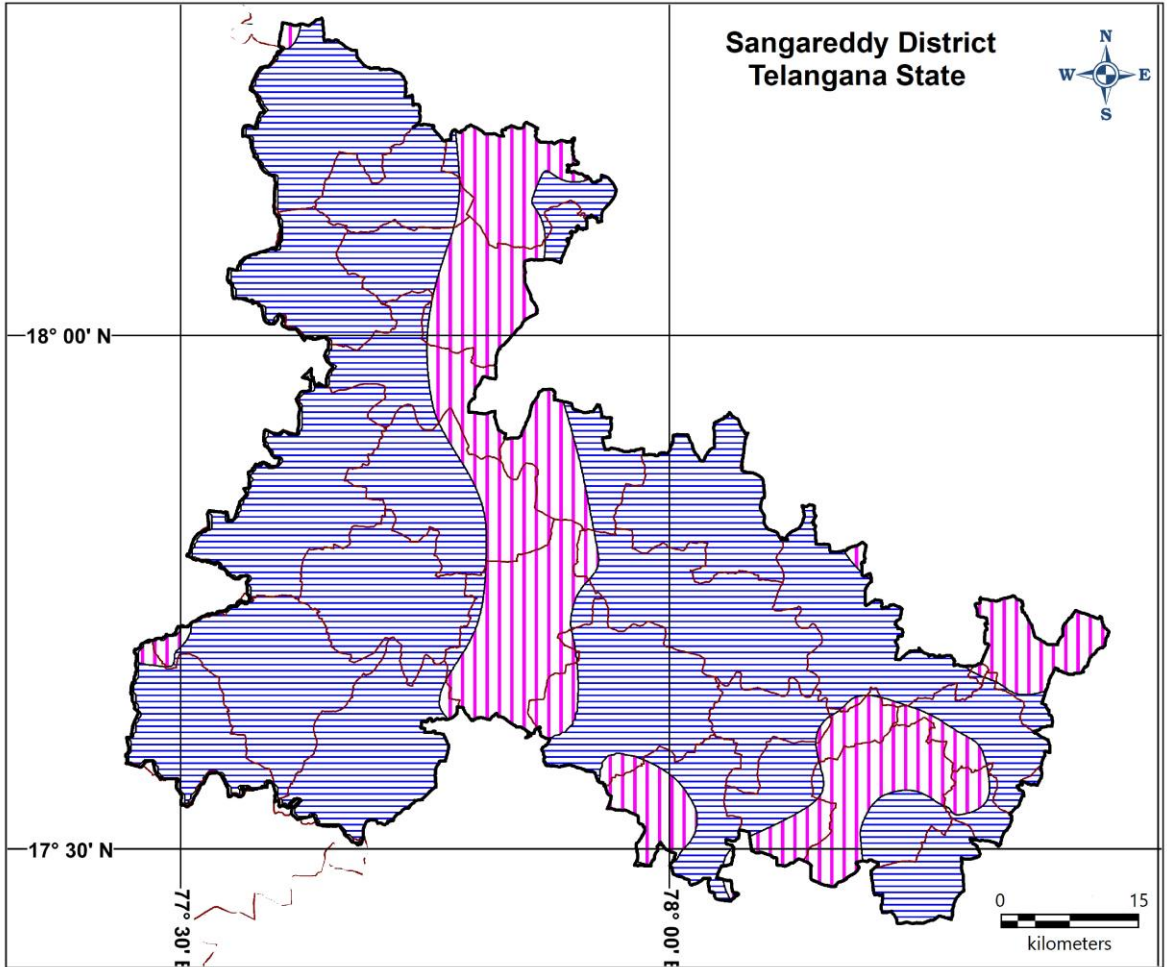 Sangareddy District
Telangana State
N
W E
S
18° 00' N
17° 30' N
77° 30' E
78° 00' E
0 15
kilometers